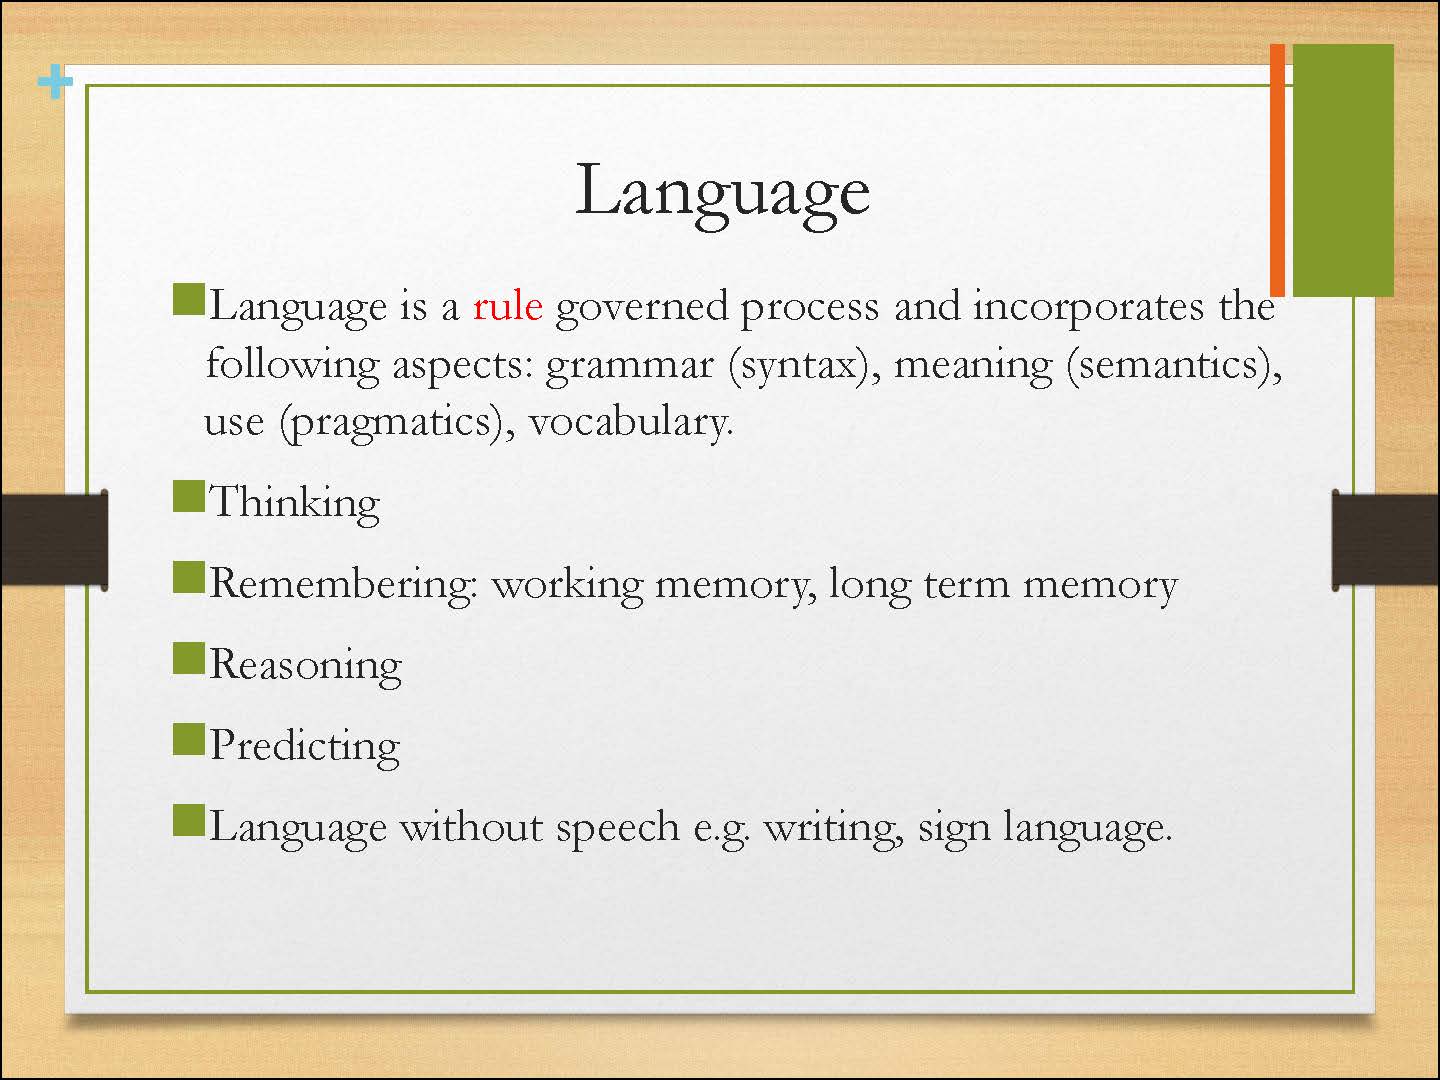 Language
Language is a rule governed process and incorporates the
following aspects: grammar (syntax), meaning (semantics),
use (pragmatics), vocabulary.
Thinking
Remembering: working memory, long term memory
Reasoning
Predicting
Language without speech e.g. writing, sign language.